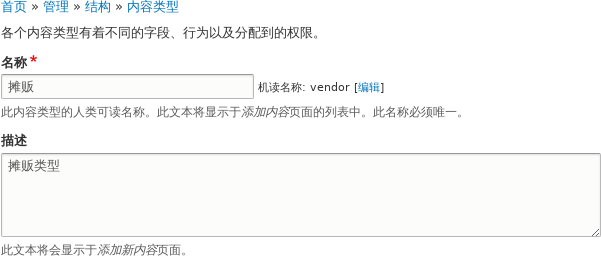 首页 » 管理 » 结构 » 内容类型
各个内容类型有着不同的字段、行为以及分配到的权限。
名称 *
摊贩 机读名称: vendor [编辑]
此内容类型的人类可读名称。此文本将显示于添加内容页面的列表中。此名称必须唯一。
描述
摊贩类型
此文本将会显示于添加新内容页面。